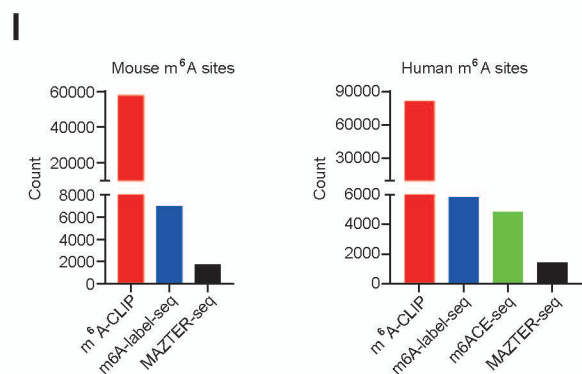 I
Mouse m⁶A sites
Count
60000
40000
20000
8000
6000
4000
2000
0
m⁶A-CLIP
m6A-label-seq
MAZTER-seq
Human m⁶A sites
Count
90000
60000
30000
6000
4000
2000
0
m⁶A-CLIP
m6A-label-seq
m6ACE-seq
MAZTER-seq